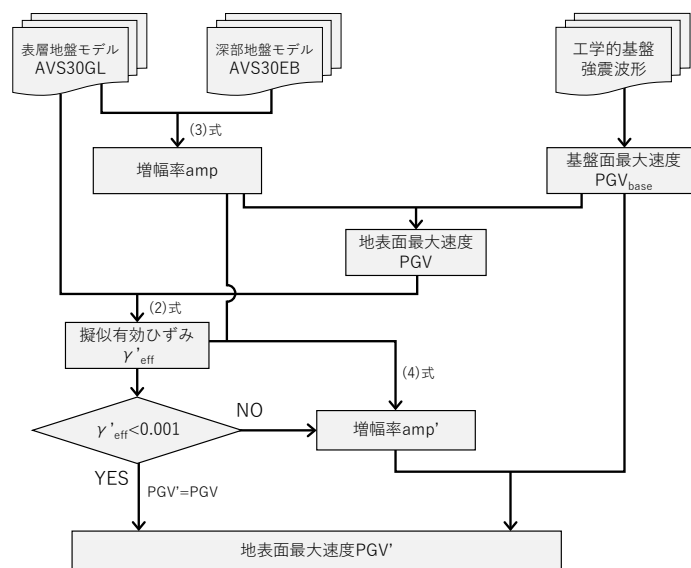 表層地盤モデル
AVS30GL
深部地盤モデル
AVS30EB
工学的基盤
強震波形
(3)式
増幅率amp
基盤面最大速度
PGVbase
地表面最大速度
PGV
(2)式
擬似有効ひずみ
γ'eff
(4)式
γ'eff<0.001
NO
増幅率amp’
YES
PGV’=PGV
地表面最大速度PGV’